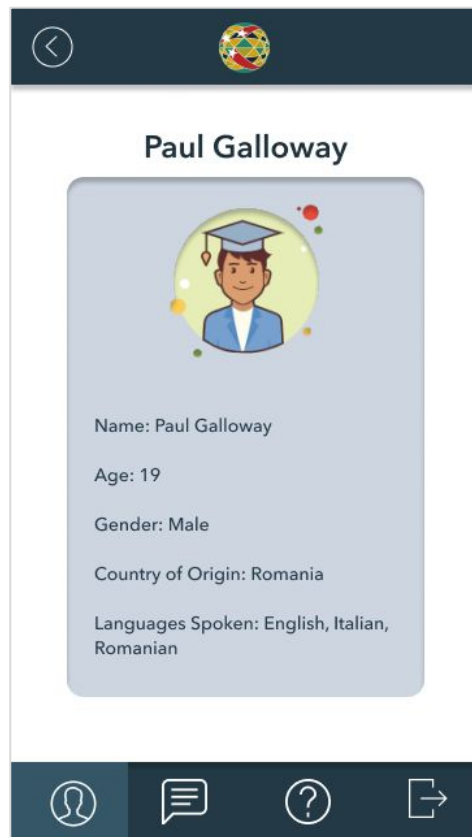 Paul Galloway
Name: Paul Galloway
Age: 19
Gender: Male
Country of Origin: Romania
Languages Spoken: English, Italian,
Romanian
?